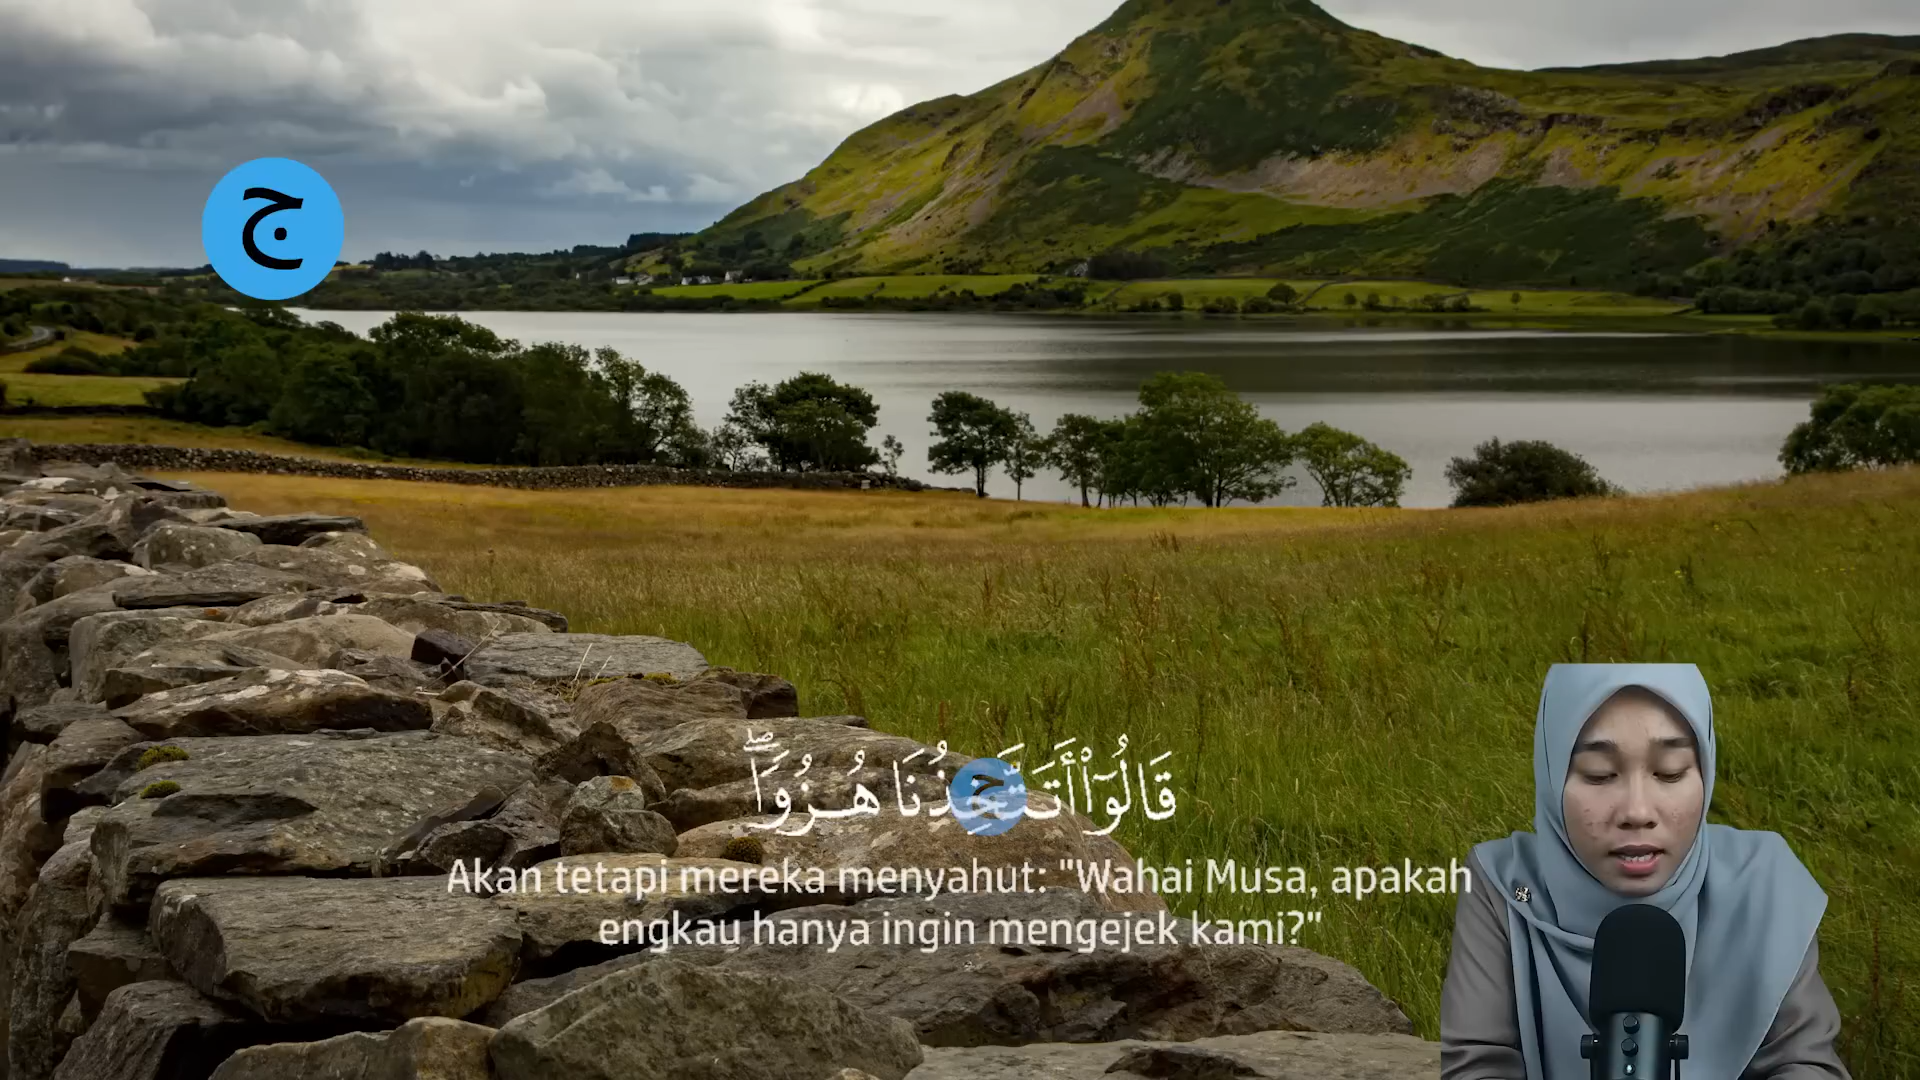 ج
قَالُوٓا۟ أَتَتَّخِذُنَا هُزُوًۭا ۖ
Akan tetapi mereka menyahut: "Wahai Musa, apakah
engkau hanya ingin mengejek kami?"